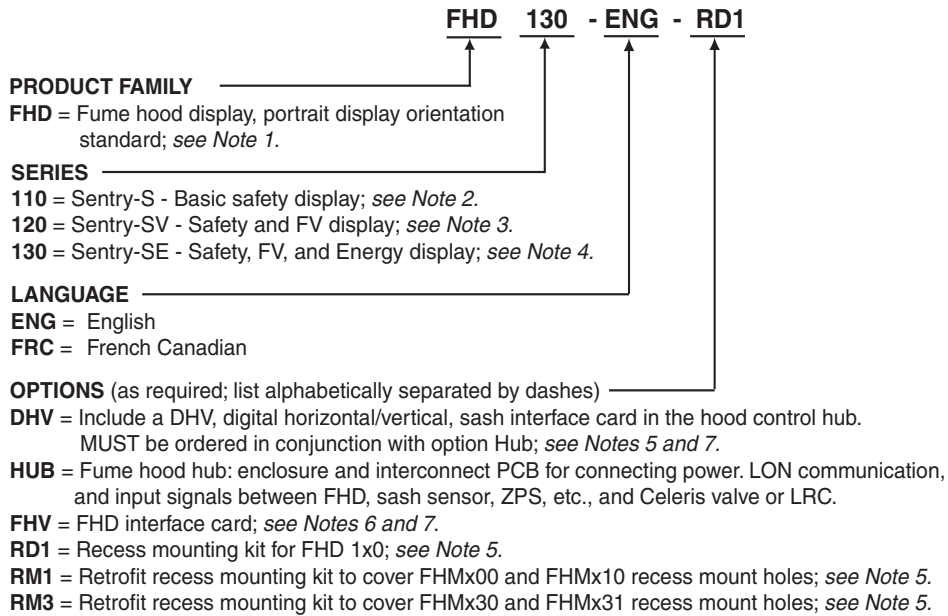 FHD 130 - ENG - RD1
PRODUCT FAMILY
FHD = Fume hood display, portrait display orientation
standard; see Note 1.
SERIES
110 = Sentry-S - Basic safety display; see Note 2.
120 = Sentry-SV - Safety and FV display; see Note 3.
130 = Sentry-SE - Safety, FV, and Energy display; see Note 4.
LANGUAGE
ENG = English
FRC = French Canadian
OPTIONS (as required; list alphabetically separated by dashes)
DHV = Include a DHV, digital horizontal/vertical, sash interface card in the hood control hub.
MUST be ordered in conjunction with option Hub; see Notes 5 and 7.
HUB = Fume hood hub: enclosure and interconnect PCB for connecting power. LON communication,
and input signals between FHD, sash sensor, ZPS, etc., and Celeris valve or LRC.
FHV = FHD interface card; see Notes 6 and 7.
RD1 = Recess mounting kit for FHD 1x0; see Note 5.
RM1 = Retrofit recess mounting kit to cover FHMx00 and FHMx10 recess mount holes; see Note 5.
RM3 = Retrofit recess mounting kit to cover FHMx30 and FHMx31 recess mount holes; see Note 5.